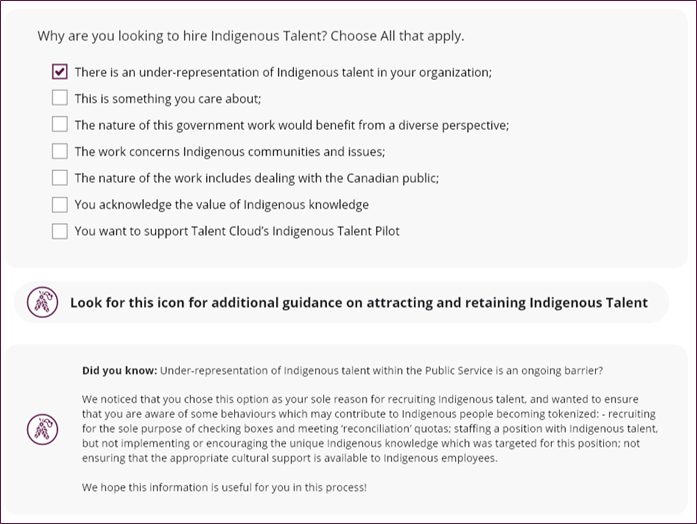 Why are you looking to hire Indigenous Talent? Choose All that apply.
There is an under-representation of Indigenous talent in your organization;
This is something you care about;
The nature of this government work would benefit from a diverse perspective;
The work concerns Indigenous communities and issues;
The nature of the work includes dealing with the Canadian public;
You acknowledge the value of Indigenous knowledge
You want to support Talent Cloud's Indigenous Talent Pilot
Look for this icon for additional guidance on attracting and retaining Indigenous Talent
Did you know: Under-representation of Indigenous talent within the Public Service is an ongoing barrier?
We noticed that you chose this option as your sole reason for recruiting Indigenous talent, and wanted to ensure
that you are aware of some behaviours which may contribute to Indigenous people becoming tokenized: - recruiting
for the sole purpose of checking boxes and meeting 'reconciliation' quotas; staffing a position with Indigenous talent,
but not implementing or encouraging the unique Indigenous knowledge which was targeted for this position; not
ensuring that the appropriate cultural support is available to Indigenous employees.
We hope this information is useful for you in this process!